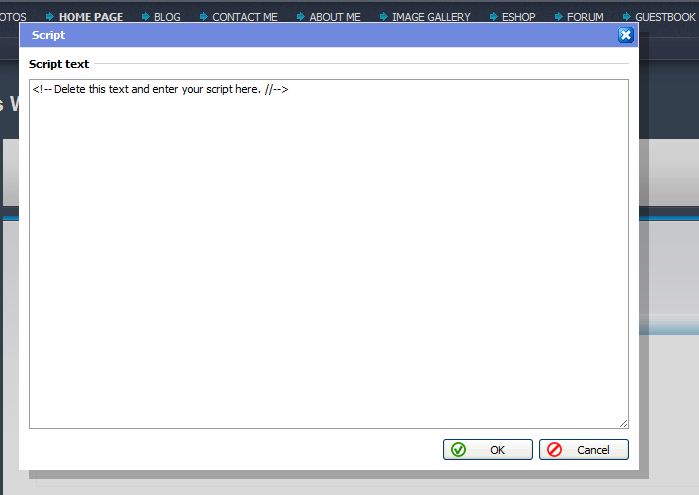 OTOS HOME PAGE BLOG CONTACT ME ABOUT ME IMAGE GALLERY ESHOP FORUM GUESTBOOK
Script
Script text
<!-- Delete this text and enter your script here. //-->
s W
OK Cancel